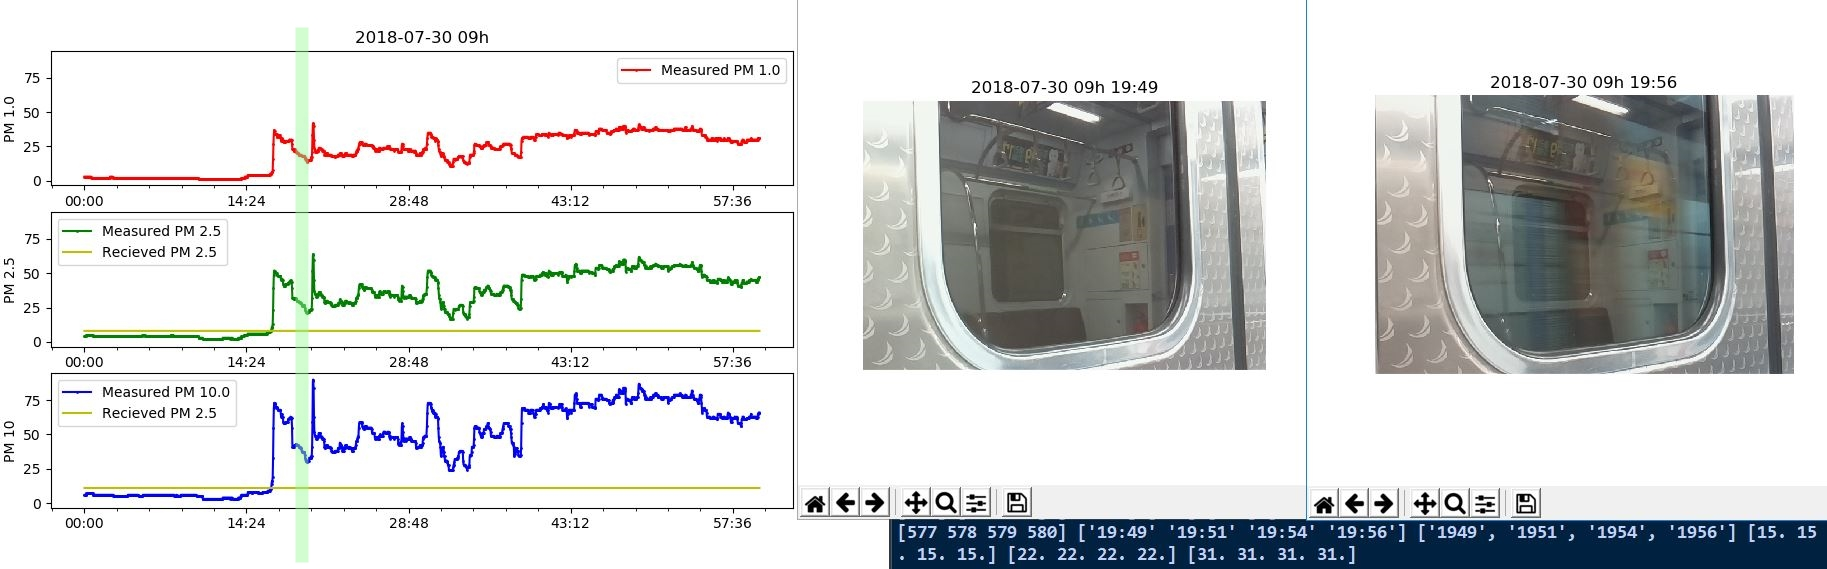 2018-07-30 09h
PM 1.0
75
50
25
0
Measured PM 1.0
00:00 14:24 28:48 43:12 57:36
PM 2.5
75
50
25
0
Measured PM 2.5
Recieved PM 2.5
00:00 14:24 28:48 43:12 57:36
PM 10
75
50
25
0
Measured PM 10.0
Recieved PM 2.5
00:00 14:24 28:48 43:12 57:36
2018-07-30 09h 19:49
2018-07-30 09h 19:56
[577 578 579 580] ['19:49' '19:51' '19:54' '19:56'] ['1949', '1951', '1954', '1956'] [15. 15
. 15. 15.] [22. 22. 22. 22.] [31. 31. 31. 31.]